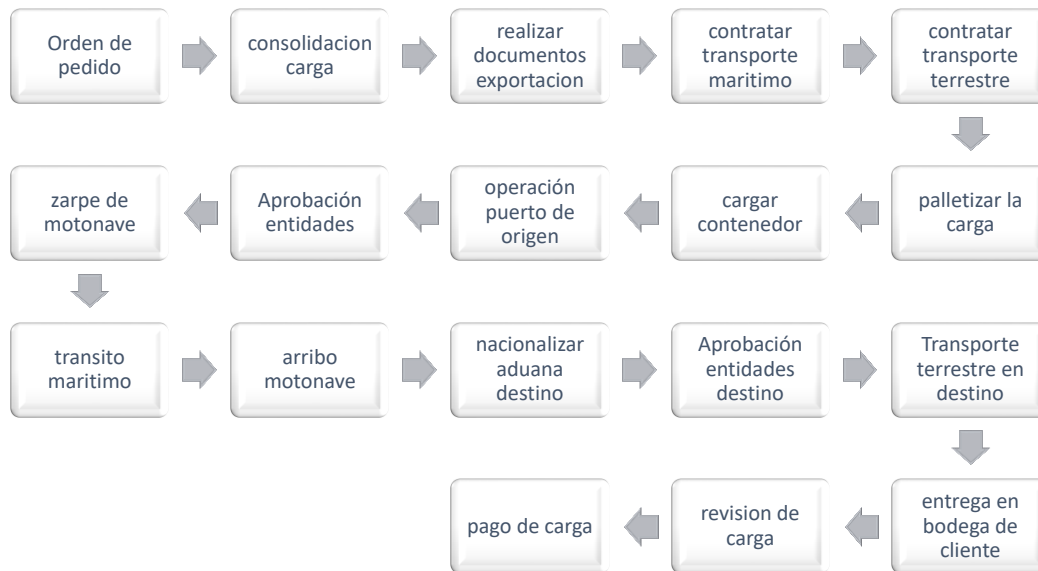 Orden de
pedido
consolidacion
carga
realizar
documentos
exportacion
contratar
transporte
maritimo
contratar
transporte
terrestre
palletizar la
carga
cargar
contenedor
operación
puerto de
origen
Aprobación
entidades
zarpe de
motonave
transito
maritimo
arribo
motonave
nacionalizar
aduana
destino
Aprobación
entidades
destino
Transporte
terrestre en
destino
entrega en
bodega de
cliente
revision de
carga
pago de carga